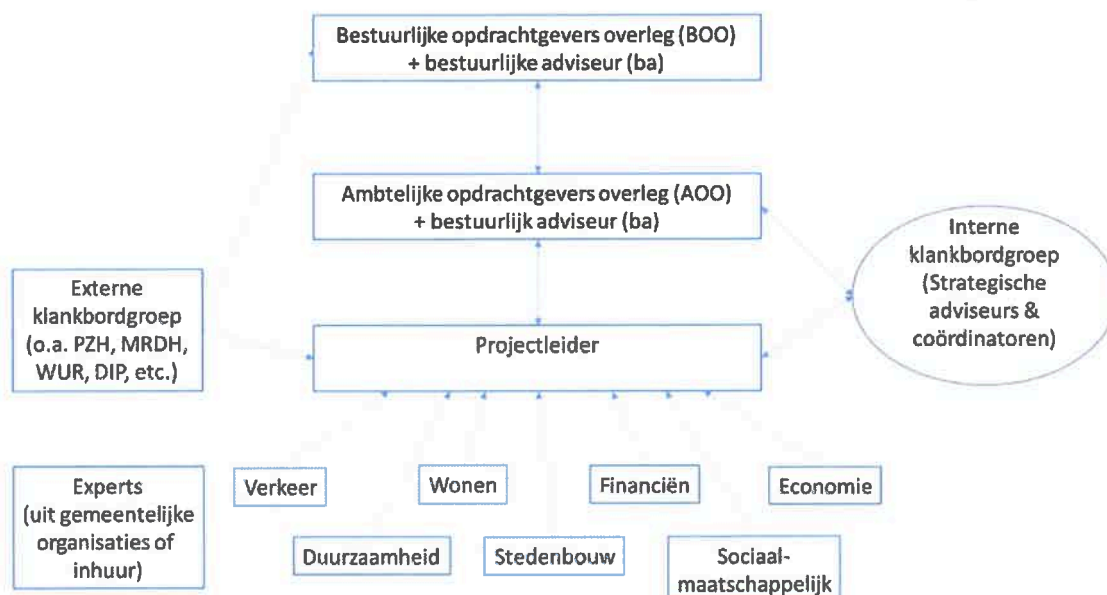 Bestuurlijke opdrachtgevers overleg (BOO)
+ bestuurlijke adviseur (ba)
Ambtelijke opdrachtgevers overleg (AOO)
+ bestuurlijk adviseur (ba)
Interne
klankbordgroep
(Strategische
adviseurs &
coördinatoren)
Externe
klankbordgroep
(o.a. PZH, MRDH,
WUR, DIP, etc.)
Projectleider
Experts
(uit gemeentelijke
organisaties of
inhuur)
Verkeer
Wonen
Financiën
Economie
Duurzaamheid
Stedenbouw
Sociaal-
maatschappelijk